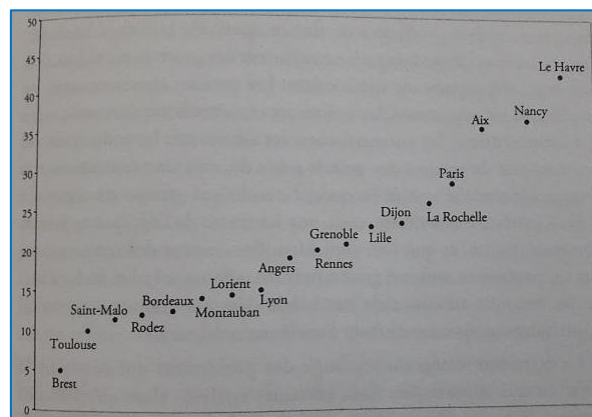 50
45
Le Havre
40
Aix
Nancy
35
30
Paris
25
Dijon
La Rochelle
Grenoble
Lille
20
Angers
Rennes
15
Lorient
Bordeaux
Lyon
Saint-Malo
Montauban
10
Rodez
Toulouse
5
Brest
0